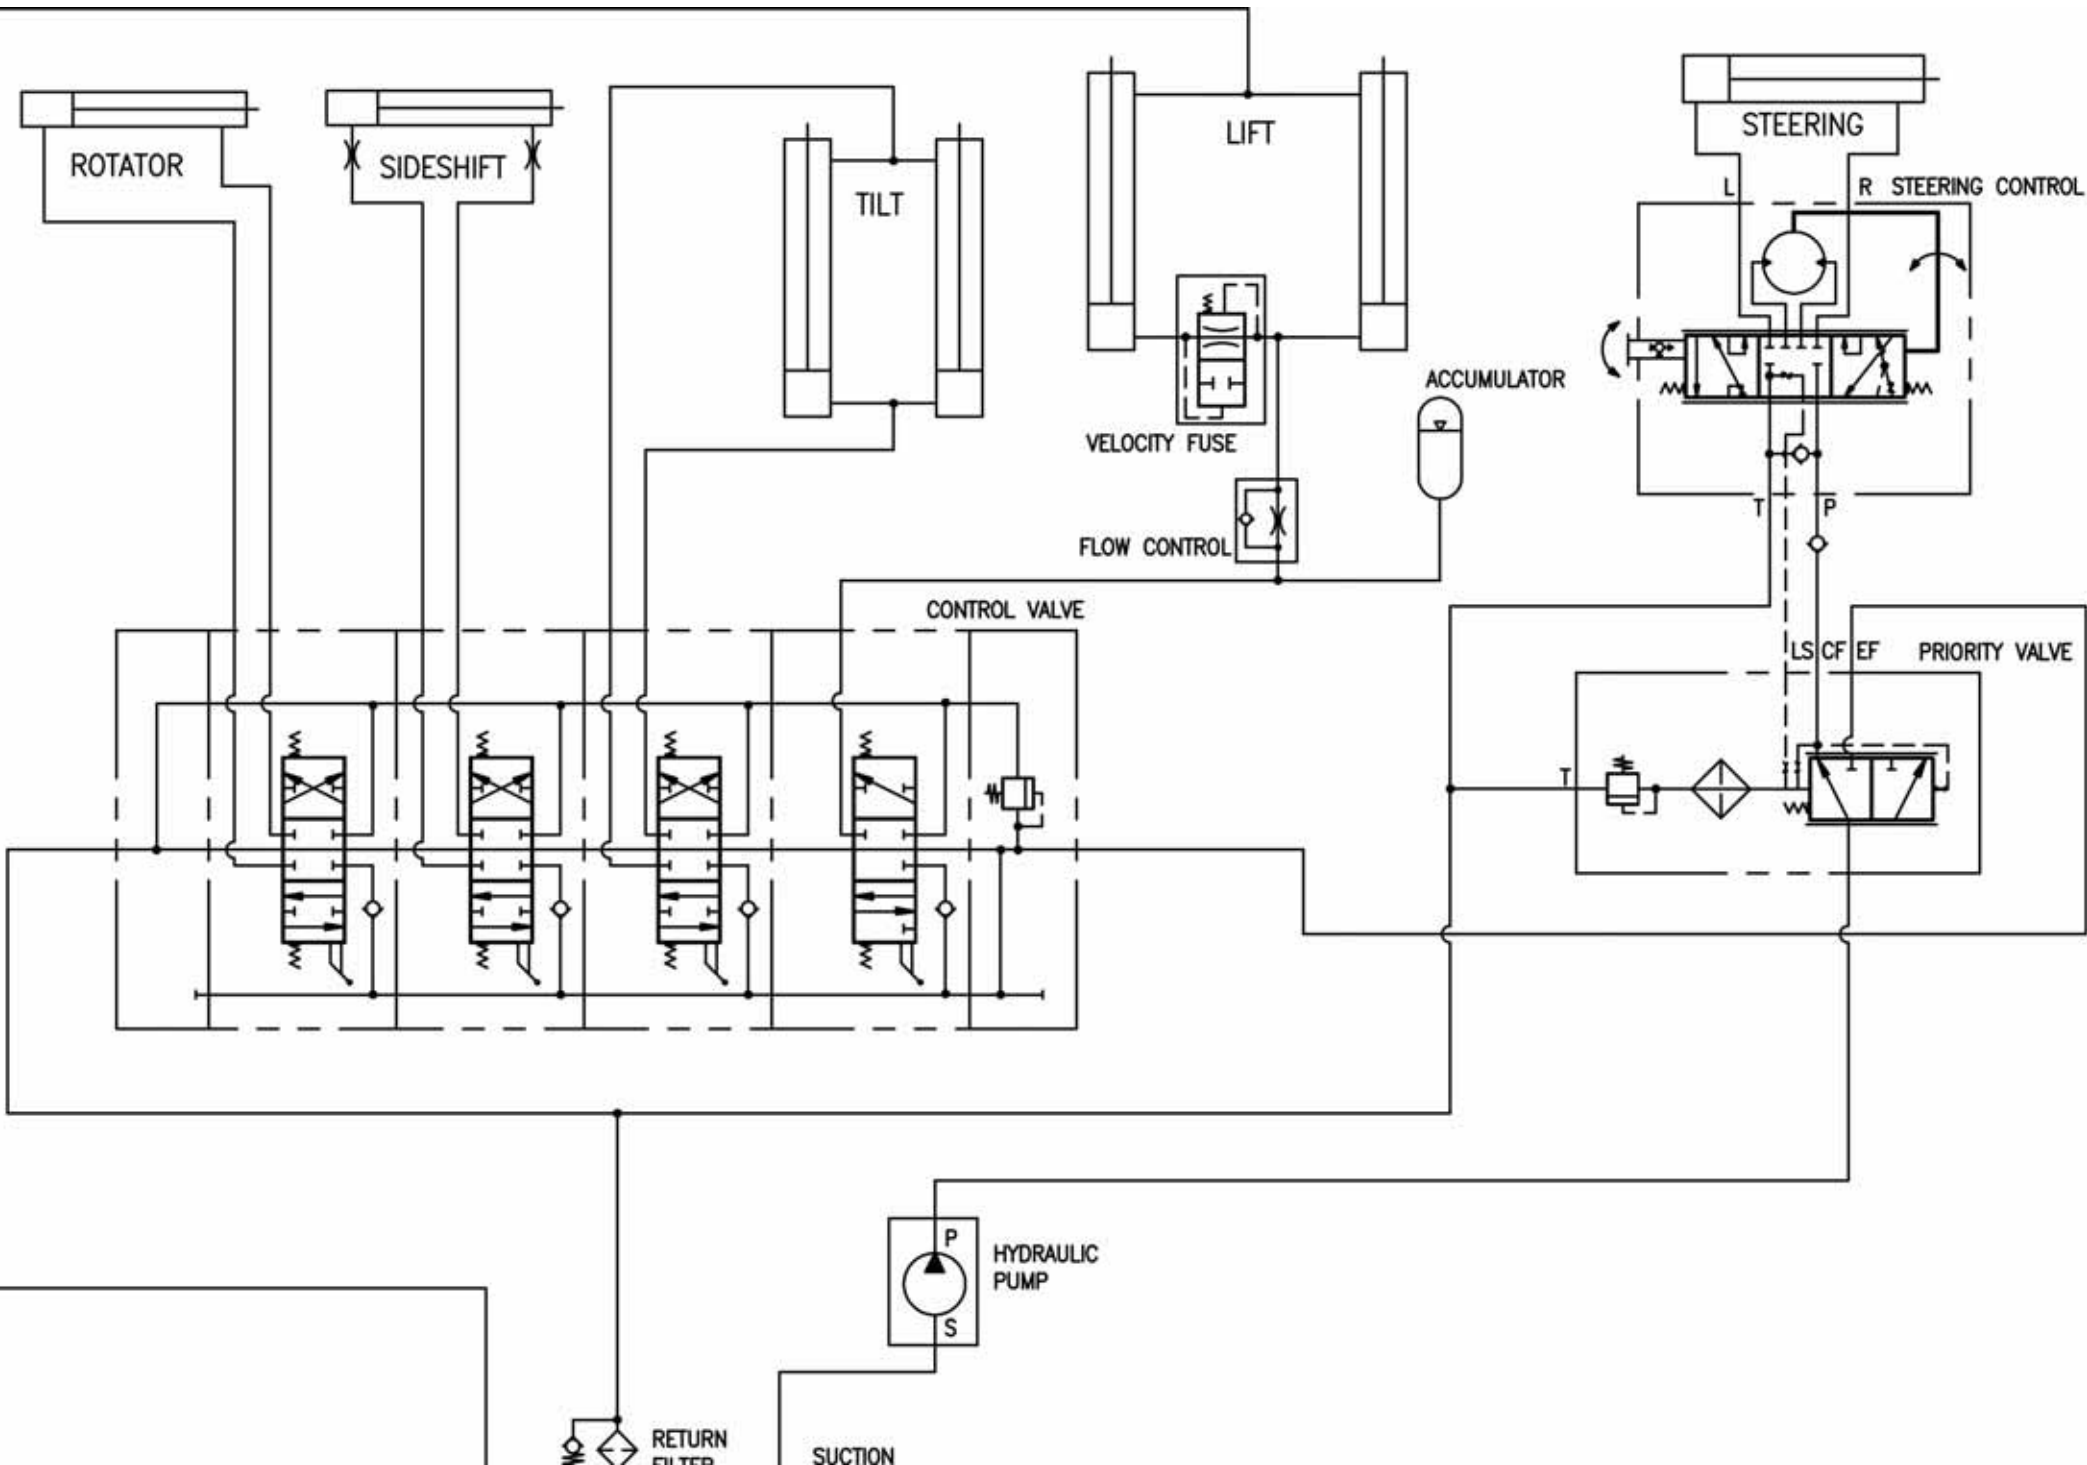 STEERING
LIFT
ROTATOR
SIDESHIFT
TILT
L
R STEERING CONTROL
ACCUMULATOR
VELOCITY FUSE
T
P
FLOW CONTROL
CONTROL VALVE
LS CF EF
PRIORITY VALVE
T
P
HYDRAULIC
PUMP
S
RETURN
FILTER
SUCTION